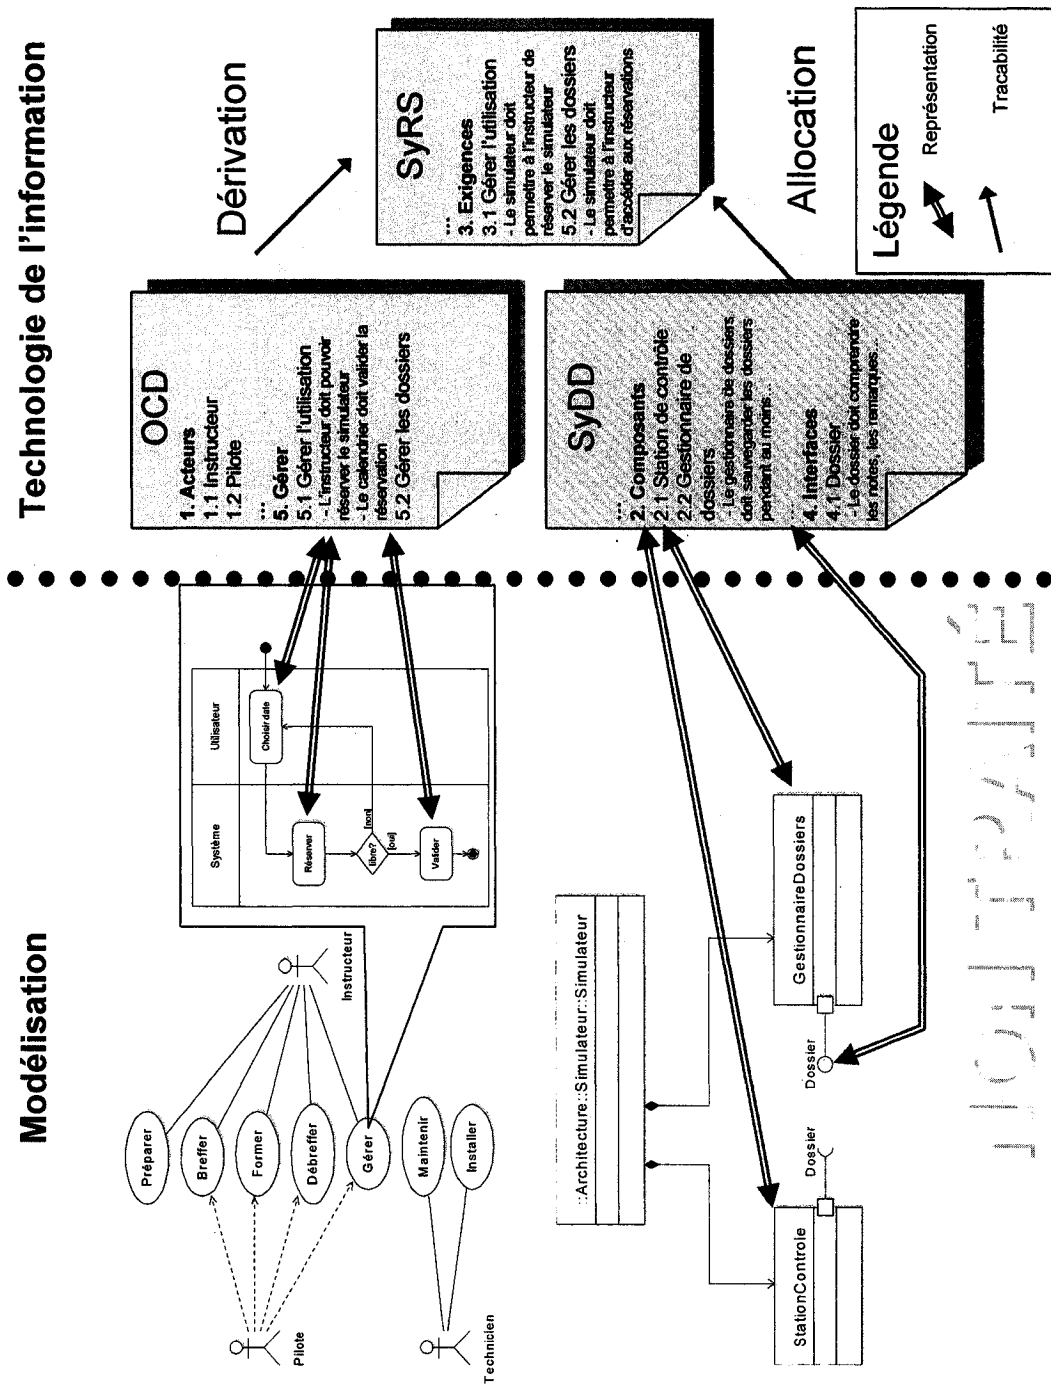 Modélisation
Technologie de l'information
Préparer
Breffer
Former
Débreffer
Gérer
Maintenir
Installer
Pilote
Technicien
Instructeur
Système
Utilisateur
Choisir date
Réserver
libre?
[non]
[oui]
Valider
::Architecture::Simulateur::Simulateur
StationControle
Dossier
Dossier
GestionnaireDossiers
OCD
1. Acteurs
1.1 Instructeur
1.2 Pilote
...
5. Gérer
5.1 Gérer l'utilisation
- L'instructeur doit pouvoir
réserver le simulateur
- Le calendrier doit valider la
réservation
5.2 Gérer les dossiers
SyDD
...
2. Composants
2.1 Station de contrôle
2.2 Gestionnaire de
dossiers
- Le gestionnaire de dossiers
doit sauvegarder les dossiers
pendant au moins...
...
4. Interfaces
4.1 Dossier
- Le dossier doit comprendre
les notes, les remarques...
Dérivation
SyRS
...
3. Exigences
3.1 Gérer l'utilisation
- Le simulateur doit
permettre à l'instructeur de
réserver le simulateur
5.2 Gérer les dossiers
- Le simulateur doit
permettre à l'instructeur
d'accéder aux réservations
Allocation
Légende
Représentation
Tracabilité